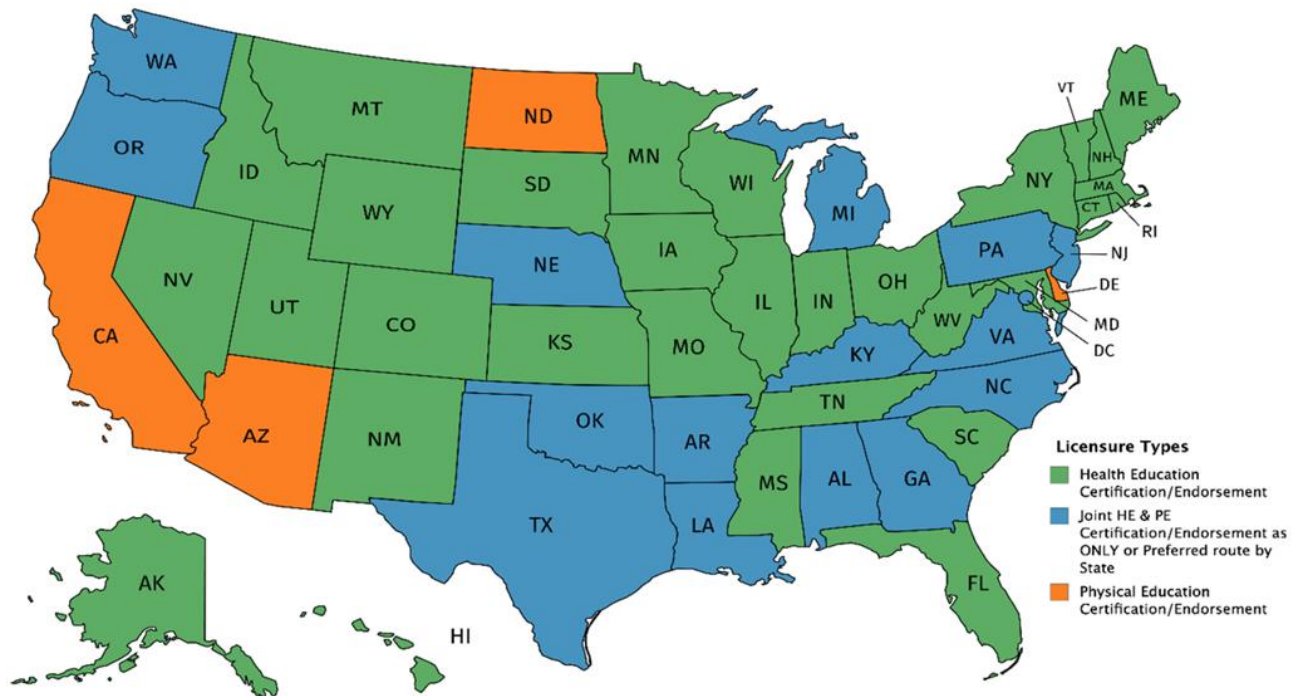 WA
MT
ND
VT
ME
OR
MN
ID
SD
WI
NY
NH
WY
MA
MI
CT
RI
IA
PA
NJ
NE
NV
OH
DE
UT
IL
IN
CO
WV
MD
CA
KS
MO
VA
DC
KY
NC
TN
OK
AZ
NM
AR
SC
MS
AL
GA
TX
LA
FL
AK
HI
Licensure Types
Health Education
Certification/Endorsement
Joint HE & PE
Certification/Endorsement as
ONLY or Preferred route by
State
Physical Education
Certification/Endorsement